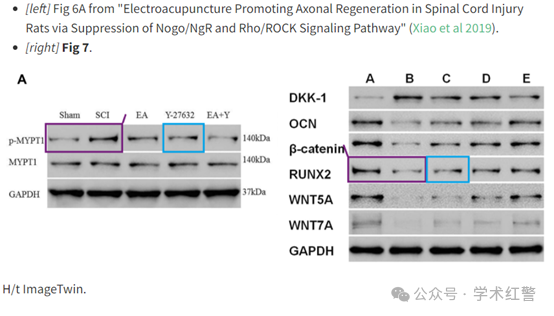 • [left] Fig 6A from "Electroacupuncture Promoting Axonal Regeneration in Spinal Cord Injury
Rats via Suppression of Nogo/NgR and Rho/ROCK Signaling Pathway" (Xiao et al 2019).
• [right] Fig 7.
A
Sham SCI EA Y-27632 EA+Y
p-MYPT1 140kDa
MYPT1 140kDa
GAPDH 37kDa
A B C D E
DKK-1
OCN
β-catenin
RUNX2
WNT5A
WNT7A
GAPDH
H/t ImageTwin.
公众号 · 学术红警